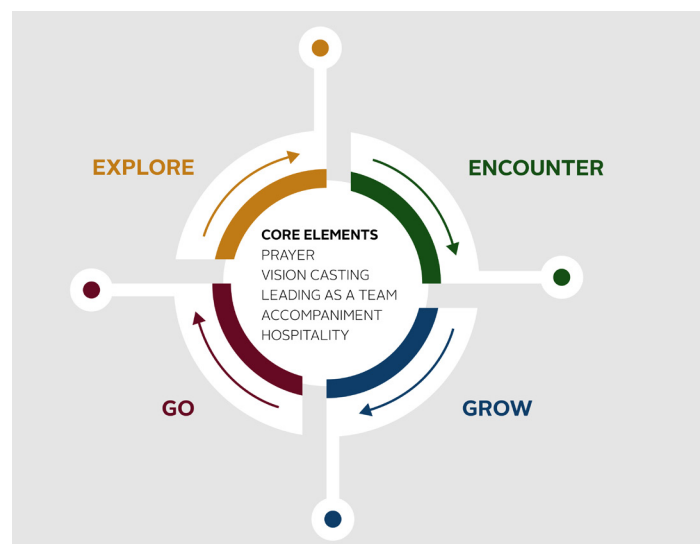 EXPLORE
ENCOUNTER
CORE ELEMENTS
PRAYER
VISION CASTING
LEADING AS A TEAM
ACCOMPANIMENT
HOSPITALITY
GO
GROW